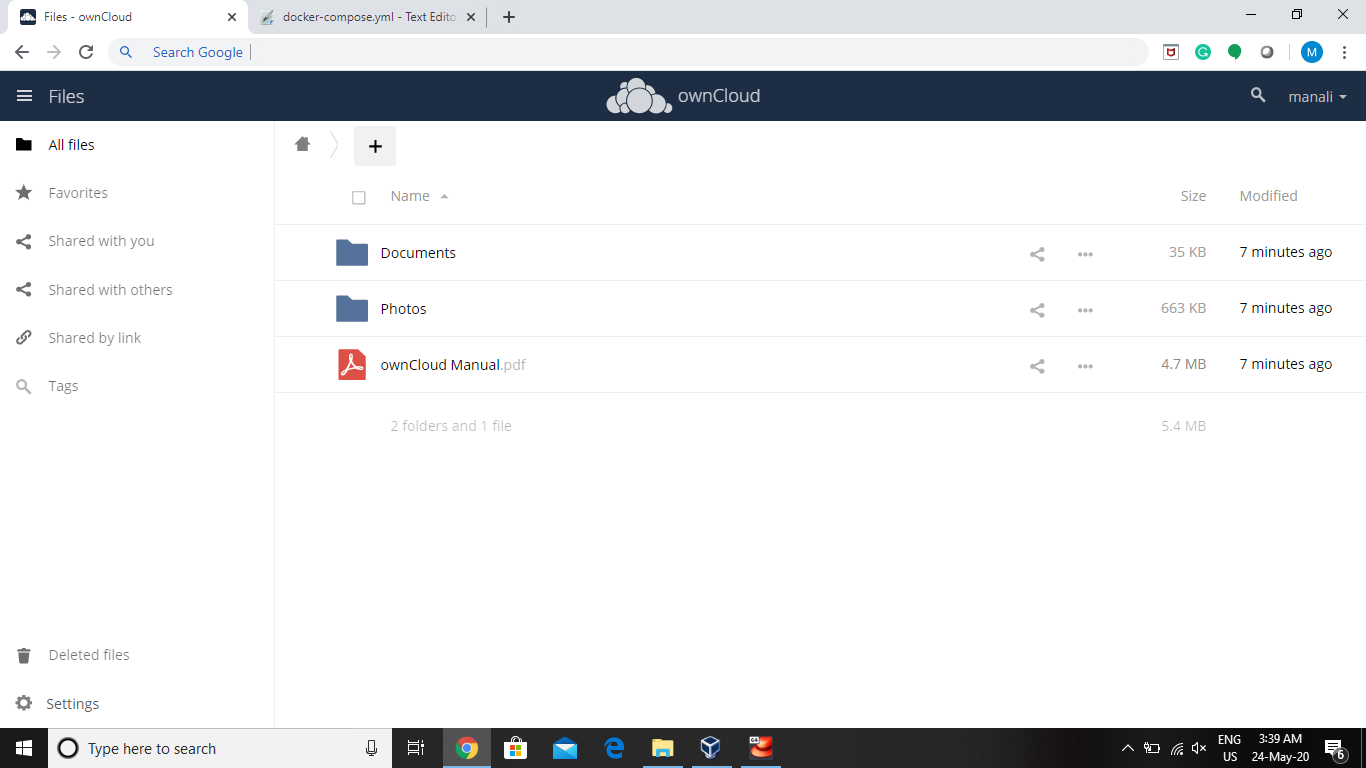 Files - ownCloud
docker-compose.yml - Text Edito
Search Google
M
Files
ownCloud
manali
All files
Favorites
Shared with you
Shared with others
Shared by link
Tags
Deleted files
Settings
Name
Size
Modified
Documents
35 KB
7 minutes ago
Photos
663 KB
7 minutes ago
ownCloud Manual.pdf
4.7 MB
7 minutes ago
2 folders and 1 file
5.4 MB
Type here to search
ENG
US
3:39 AM
24-May-20
6